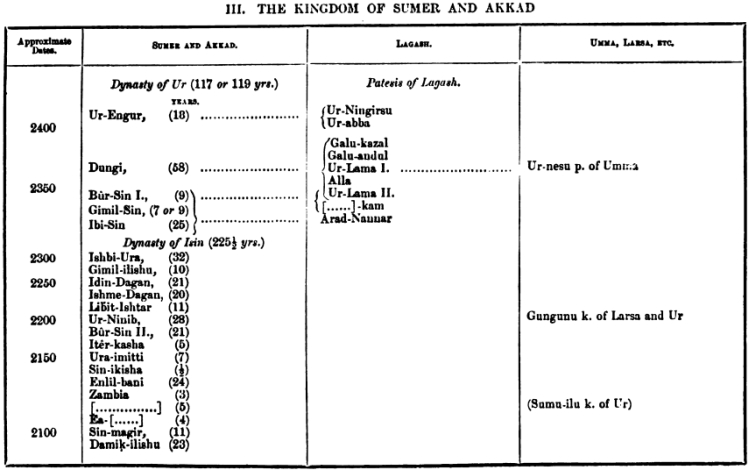 III. THE KINGDOM OF SUMER AND AKKAD
Approximate Dates. SUMER AND AKKAD. LAGASH. UMMA, LARSA, ETC.
Dynasty of Ur (117 or 119 yrs.) Patesis of Lagash.
YEARS.
Ur-Engur, (18) ........................ {Ur-Ningirsu
2400 {Ur-abba
Galu-kazal
Galu-andul
Dungi, (58) ........................ Ur-Lama I. ........................ Ur-nesu p. of Umma
Alla
2350 Bûr-Sin I., (9) ........................ Ur-Lama II.
Gimil-Sin, (7 or 9) [......]-kam
Ibi-Sin (25) ........................ Arad-Nannar
Dynasty of Isin (225½ yrs.)
2300 Ishbi-Ura, (32)
Gimil-ilishu, (10)
2250 Idin-Dagan, (21)
Ishme-Dagan, (20)
Libit-Ishtar (11)
2200 Ur-Ninib, (28) Gungunu k. of Larsa and Ur
Bûr-Sin II., (21)
Itêr-kasha (5)
2150 Ura-imitti (7)
Sin-ikisha (½)
Enlil-bani (24)
Zambia (3)
[...............] (5) (Sumu-ilu k. of Ur)
Ea-[......] (4)
2100 Sin-magir, (11)
Damiḳ-ilishu (23)